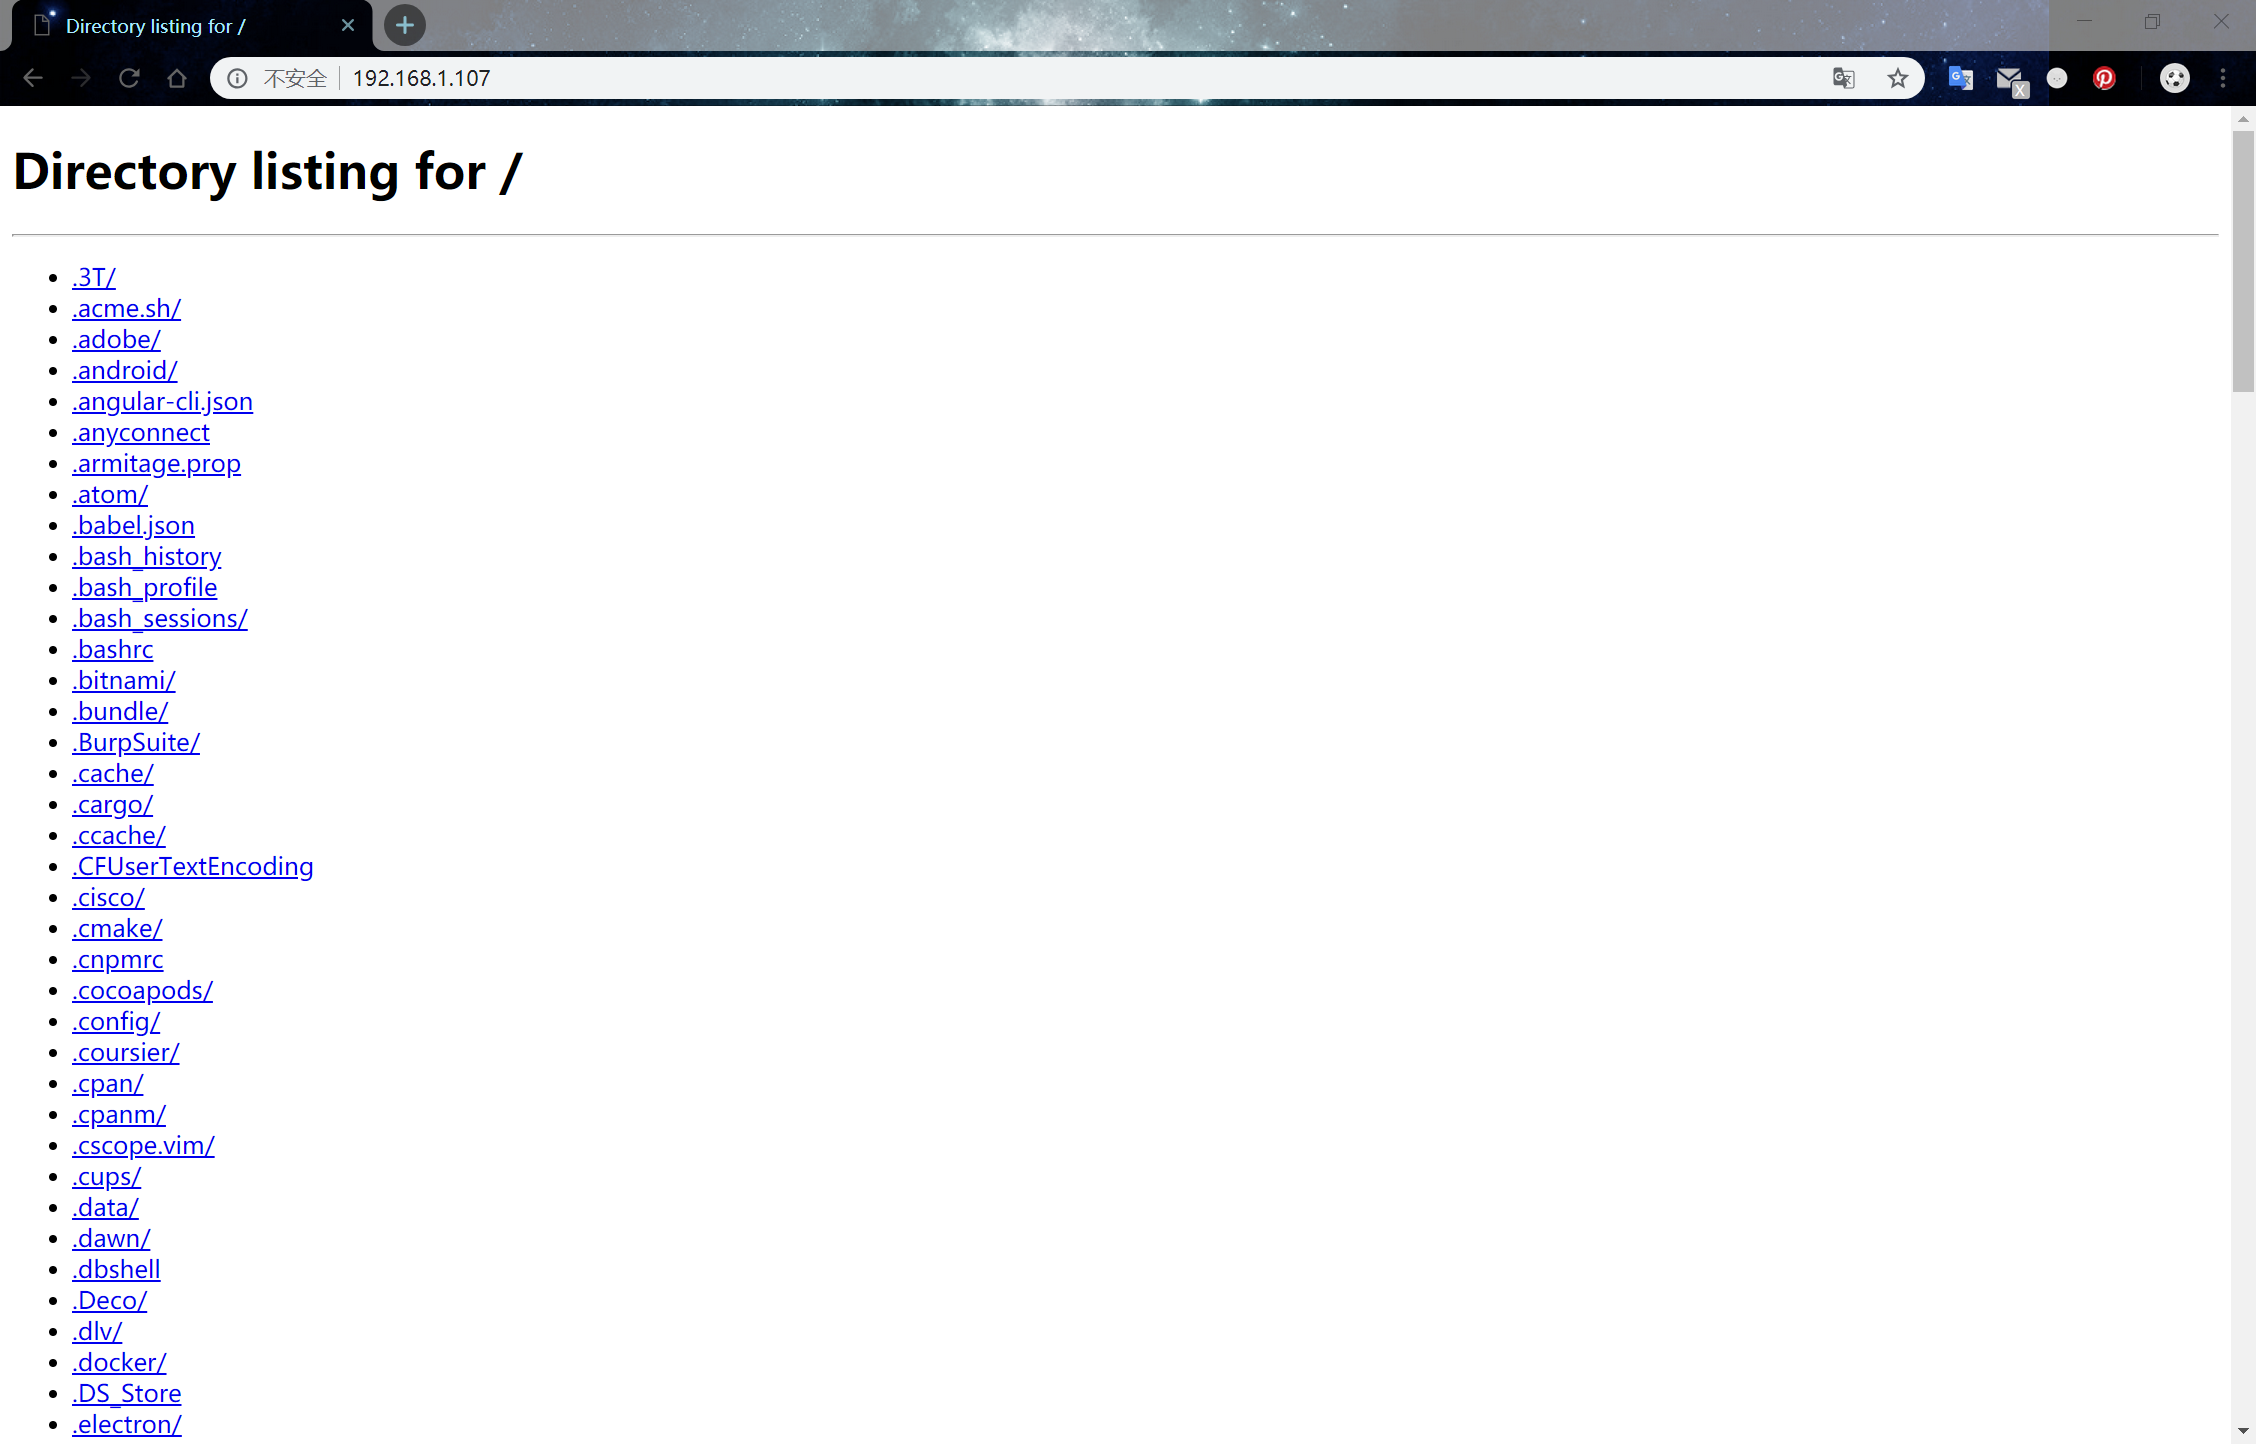 Directory listing for /
不安全 192.168.1.107
Directory listing for /
.3T/
.acme.sh/
.adobe/
.android/
.angular-cli.json
.anyconnect
.armitage.prop
.atom/
.babel.json
.bash_history
.bash_profile
.bash_sessions/
.bashrc
.bitnami/
.bundle/
.BurpSuite/
.cache/
.cargo/
.ccache/
.CFUserTextEncoding
.cisco/
.cmake/
.cnpmrc
.cocoapods/
.config/
.coursier/
.cpan/
.cpanm/
.cscope.vim/
.cups/
.data/
.dawn/
.dbshell
.Deco/
.dlv/
.docker/
.DS_Store
.electron/